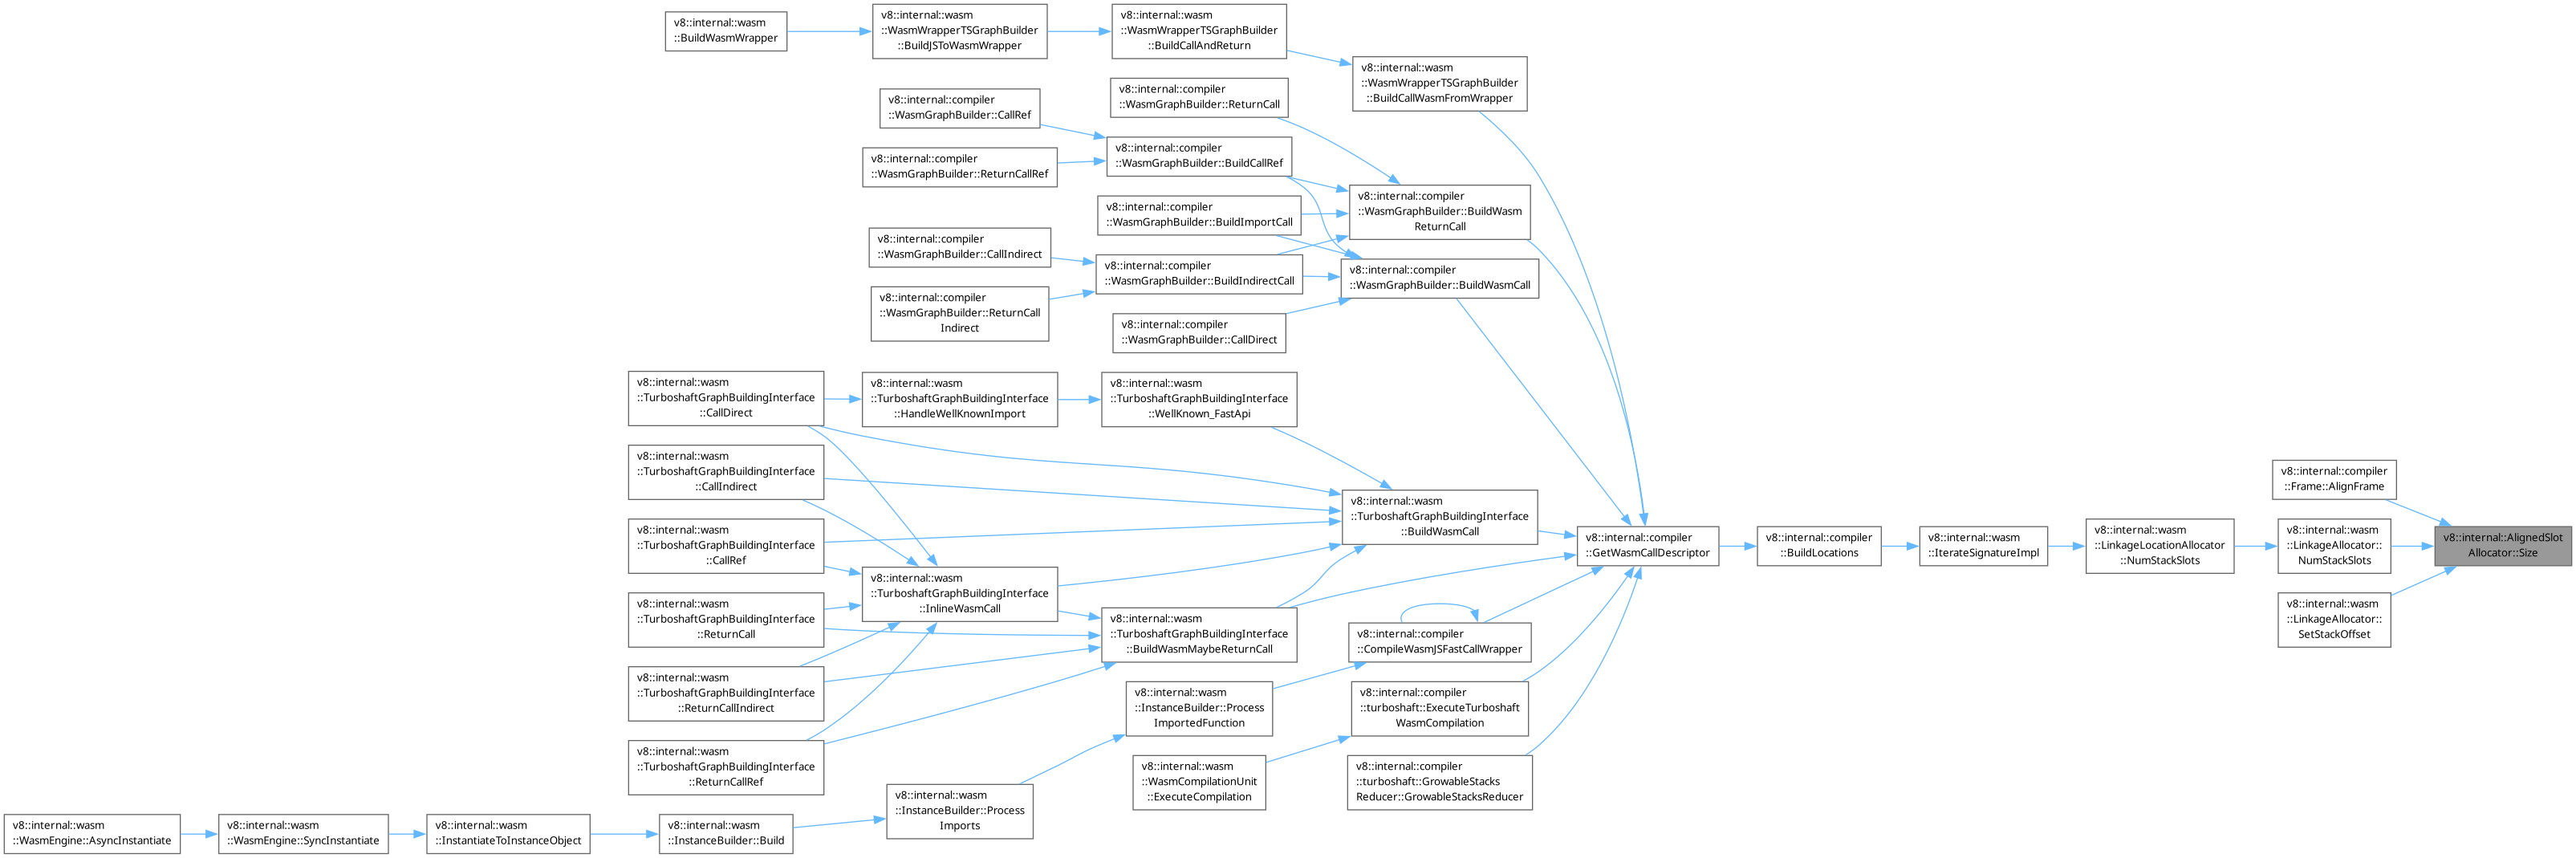 v8::internal::wasm
::BuildWasmWrapper
v8::internal::wasm
::WasmWrapperTSGraphBuilder
::BuildJSToWasmWrapper
v8::internal::wasm
::WasmWrapperTSGraphBuilder
::BuildCallAndReturn
v8::internal::wasm
::WasmWrapperTSGraphBuilder
::BuildCallWasmFromWrapper
v8::internal::compiler
::WasmGraphBuilder::CallRef
v8::internal::compiler
::WasmGraphBuilder::ReturnCall
v8::internal::compiler
::WasmGraphBuilder::ReturnCallRef
v8::internal::compiler
::WasmGraphBuilder::BuildCallRef
v8::internal::compiler
::WasmGraphBuilder::BuildWasm
ReturnCall
v8::internal::compiler
::WasmGraphBuilder::BuildImportCall
v8::internal::compiler
::WasmGraphBuilder::CallIndirect
v8::internal::compiler
::WasmGraphBuilder::BuildIndirectCall
v8::internal::compiler
::WasmGraphBuilder::BuildWasmCall
v8::internal::compiler
::WasmGraphBuilder::ReturnCall
Indirect
v8::internal::compiler
::WasmGraphBuilder::CallDirect
v8::internal::wasm
::TurboshaftGraphBuildingInterface
::CallDirect
v8::internal::wasm
::TurboshaftGraphBuildingInterface
::HandleWellKnownImport
v8::internal::wasm
::TurboshaftGraphBuildingInterface
::WellKnown_FastApi
v8::internal::wasm
::TurboshaftGraphBuildingInterface
::CallIndirect
v8::internal::wasm
::TurboshaftGraphBuildingInterface
::BuildWasmCall
v8::internal::compiler
::Frame::AlignFrame
v8::internal::wasm
::TurboshaftGraphBuildingInterface
::CallRef
v8::internal::compiler
::GetWasmCallDescriptor
v8::internal::compiler
::BuildLocations
v8::internal::wasm
::IterateSignatureImpl
v8::internal::wasm
::LinkageLocationAllocator
::NumStackSlots
v8::internal::wasm
::LinkageAllocator::
NumStackSlots
v8::internal::AlignedSlot
Allocator::Size
v8::internal::wasm
::TurboshaftGraphBuildingInterface
::InlineWasmCall
v8::internal::wasm
::TurboshaftGraphBuildingInterface
::ReturnCall
v8::internal::wasm
::TurboshaftGraphBuildingInterface
::BuildWasmMaybeReturnCall
v8::internal::compiler
::CompileWasmJSFastCallWrapper
v8::internal::wasm
::LinkageAllocator::
SetStackOffset
v8::internal::wasm
::TurboshaftGraphBuildingInterface
::ReturnCallIndirect
v8::internal::wasm
::InstanceBuilder::Process
ImportedFunction
v8::internal::compiler
::turboshaft::ExecuteTurboshaft
WasmCompilation
v8::internal::wasm
::TurboshaftGraphBuildingInterface
::ReturnCallRef
v8::internal::wasm
::WasmCompilationUnit
::ExecuteCompilation
v8::internal::compiler
::turboshaft::GrowableStacks
Reducer::GrowableStacksReducer
v8::internal::wasm
::WasmEngine::AsyncInstantiate
v8::internal::wasm
::WasmEngine::SyncInstantiate
v8::internal::wasm
::InstantiateToInstanceObject
v8::internal::wasm
::InstanceBuilder::Build
v8::internal::wasm
::InstanceBuilder::Process
Imports